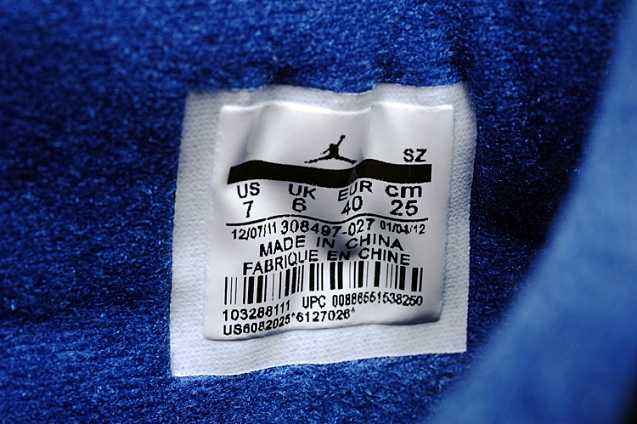 SZ
US UK EUR cm
7 6 40 25
12/07/11 308497-027 01/04/12
MADE IN CHINA
FABRIQUE EN CHINE
103288111 UPC 00886551538250
US6082025*6127026*